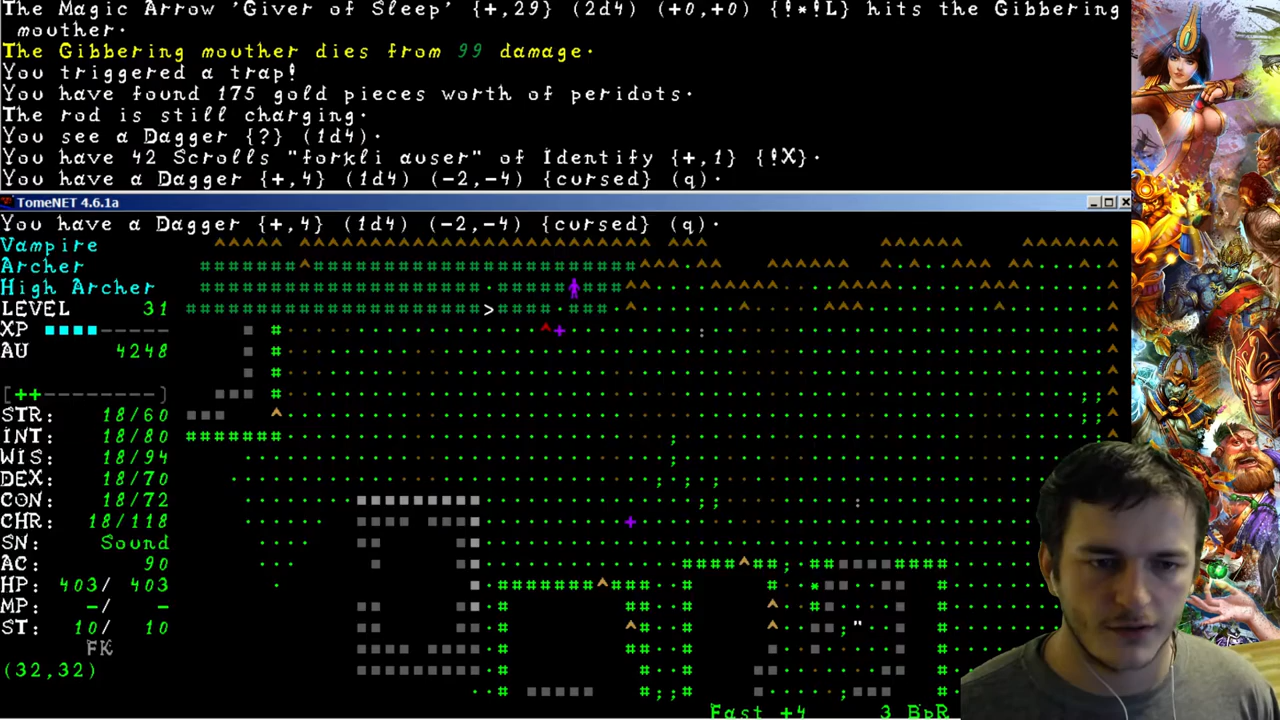 The Magic Arrow 'Giver of Sleep' {+,29} (2d4) (+0,+0) {!*!L} hits the Gibbering
mouther.
The Gibbering mouther dies from 99 damage.
You triggered a trap!
You have found 175 gold pieces worth of peridots.
The rod is still charging.
You see a Dagger {?} (1d4).
You have 42 Scrolls "forkli auser" of Identify {+,1} {!X}.
You have a Dagger {+,4} (1d4) (-2,-4) {cursed} (q).
TomeNET 4.6.1a
You have a Dagger {+,4} (1d4) (-2,-4) {cursed} (q).
Vampire
Archer
High Archer
LEVEL 31
XP
AU 4248
[++---------]
STR: 18/60
INT: 18/80
WIS: 18/94
DEX: 18/70
CON: 18/72
CHR: 18/118
SN: Sound
AC: 90
HP: 403/ 403
MP: -/ -
ST: 10/ 10
FK
(32,32)
Fast +4 3 BpR